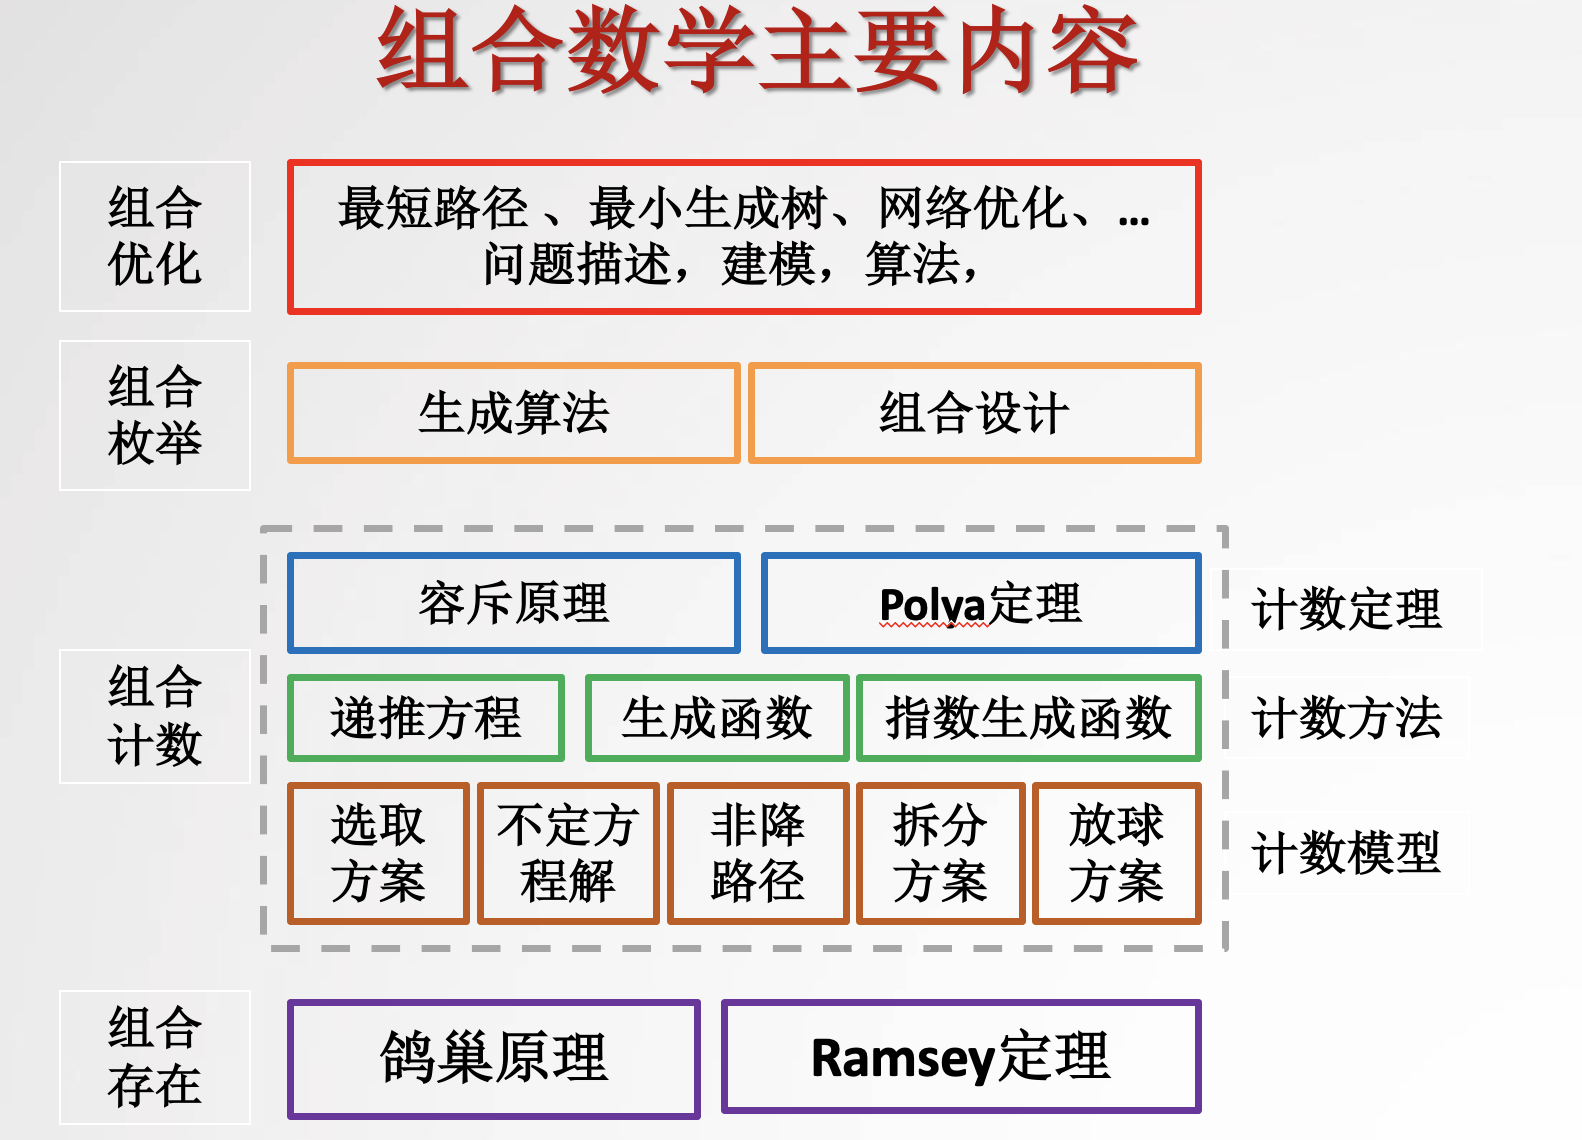 组合数学主要内容
组合
优化
最短路径 、最小生成树、网络优化、...
问题描述，建模，算法，
组合
枚举
生成算法
组合设计
容斥原理
Polya定理
计数定理
组合
计数
递推方程
生成函数
指数生成函数
计数方法
选取
方案
不定方
程解
非降
路径
拆分
方案
放球
方案
计数模型
组合
存在
鸽巢原理
Ramsey定理